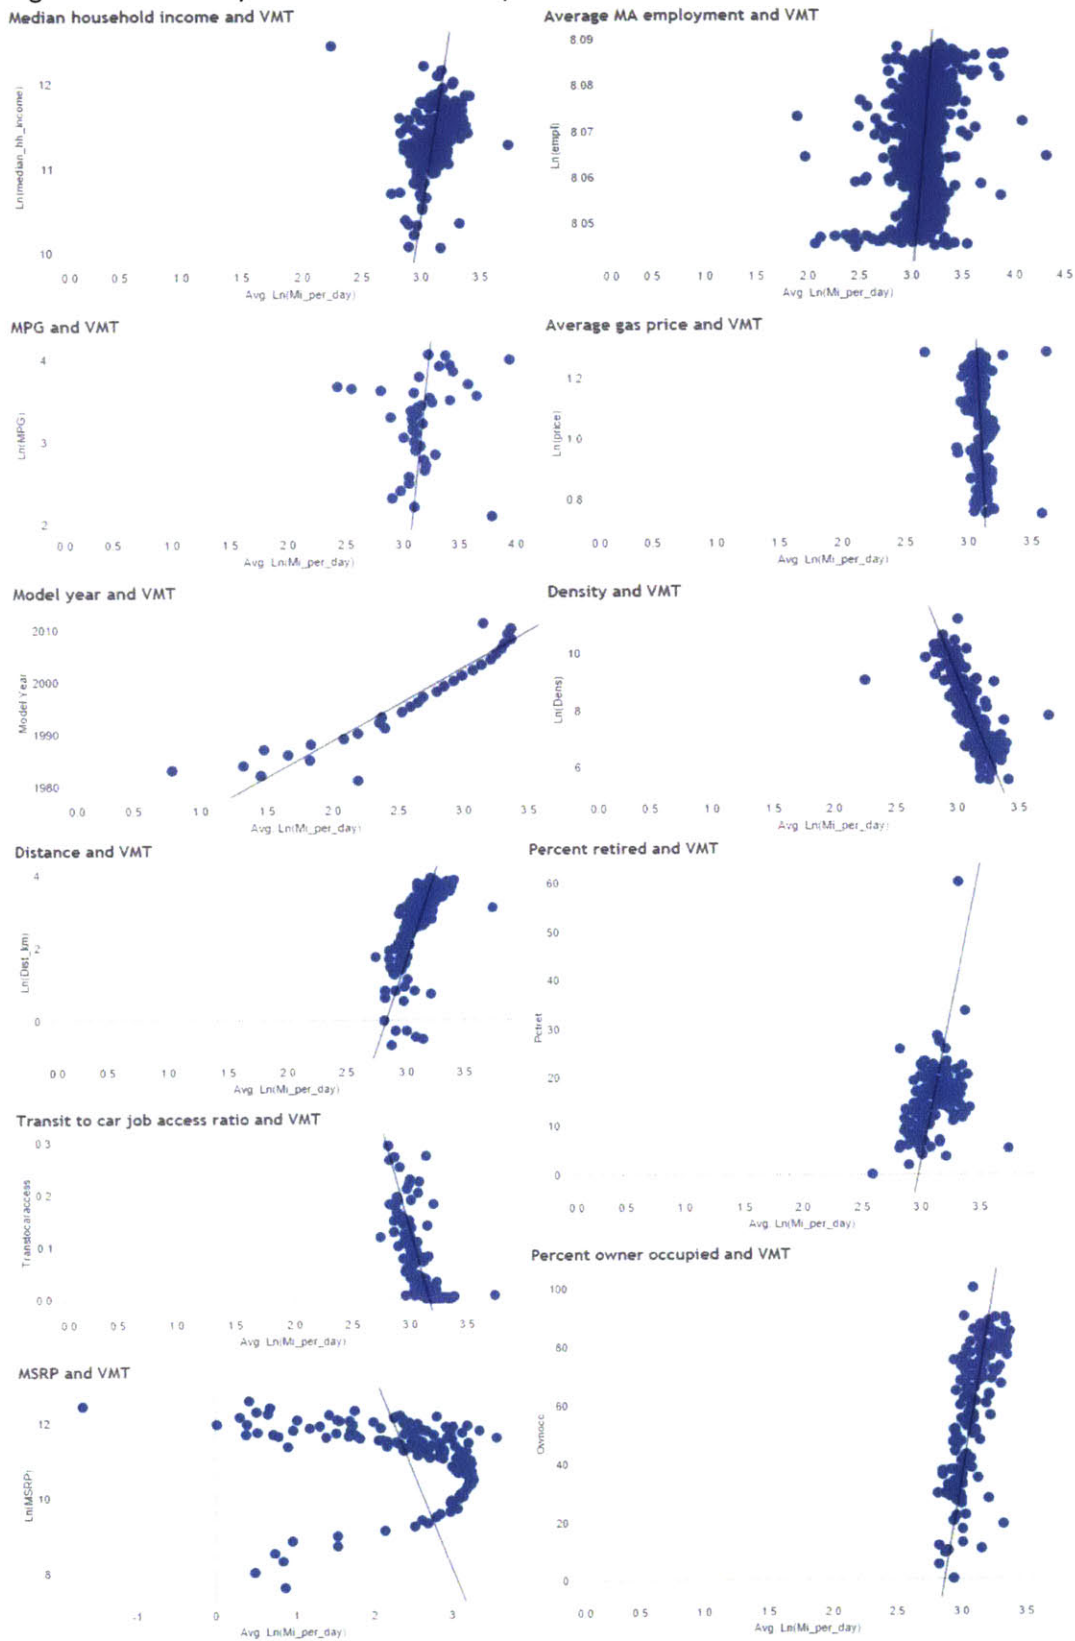 Median household income and VMT
Ln(median_hh_income)
12
11
10
0 0 0 5 1 0 1 5 2 0 2 5 3 0 3 5
Avg Ln(Mi_per_day)
Average MA employment and VMT
Ln(empl)
8 09
8 08
8 07
8 06
8 05
0 0 0 5 1 0 1 5 2 0 2 5 3 0 3 5 4 0 4 5
Avg Ln(Mi_per_day)
MPG and VMT
Ln(MPG)
4
3
2
0 0 0 5 1 0 1 5 2 0 2 5 3 0 3 5 4 0
Avg Ln(Mi_per_day)
Average gas price and VMT
Ln(price)
1 2
1 0
0 8
0 0 0 5 1 0 1 5 2 0 2 5 3 0 3 5
Avg Ln(Mi_per_day)
Model year and VMT
Model Year
2010
2000
1990
1980
0 0 0 5 1 0 1 5 2 0 2 5 3 0 3 5
Avg Ln(Mi_per_day)
Density and VMT
Ln(Dens)
10
8
6
0 0 0 5 1 0 1 5 2 0 2 5 3 0 3 5
Avg Ln(Mi_per_day)
Distance and VMT
Ln(Dist_km)
4
2
0
0 0 0 5 1 0 1 5 2 0 2 5 3 0 3 5
Avg Ln(Mi_per_day)
Percent retired and VMT
Pctret
60
50
40
30
20
10
0
0 0 0 5 1 0 1 5 2 0 2 5 3 0 3 5
Avg Ln(Mi_per_day)
Transit to car job access ratio and VMT
Transtocaraccess
0 3
0 2
0 1
0 0
0 0 0 5 1 0 1 5 2 0 2 5 3 0 3 5
Avg Ln(Mi_per_day)
Percent owner occupied and VMT
Ownocc
100
80
60
40
20
0
0 0 0 5 1 0 1 5 2 0 2 5 3 0 3 5
Avg Ln(Mi_per_day)
MSRP and VMT
Ln(MSRP)
12
10
8
-1 0 1 2 3
Avg Ln(Mi_per_day)